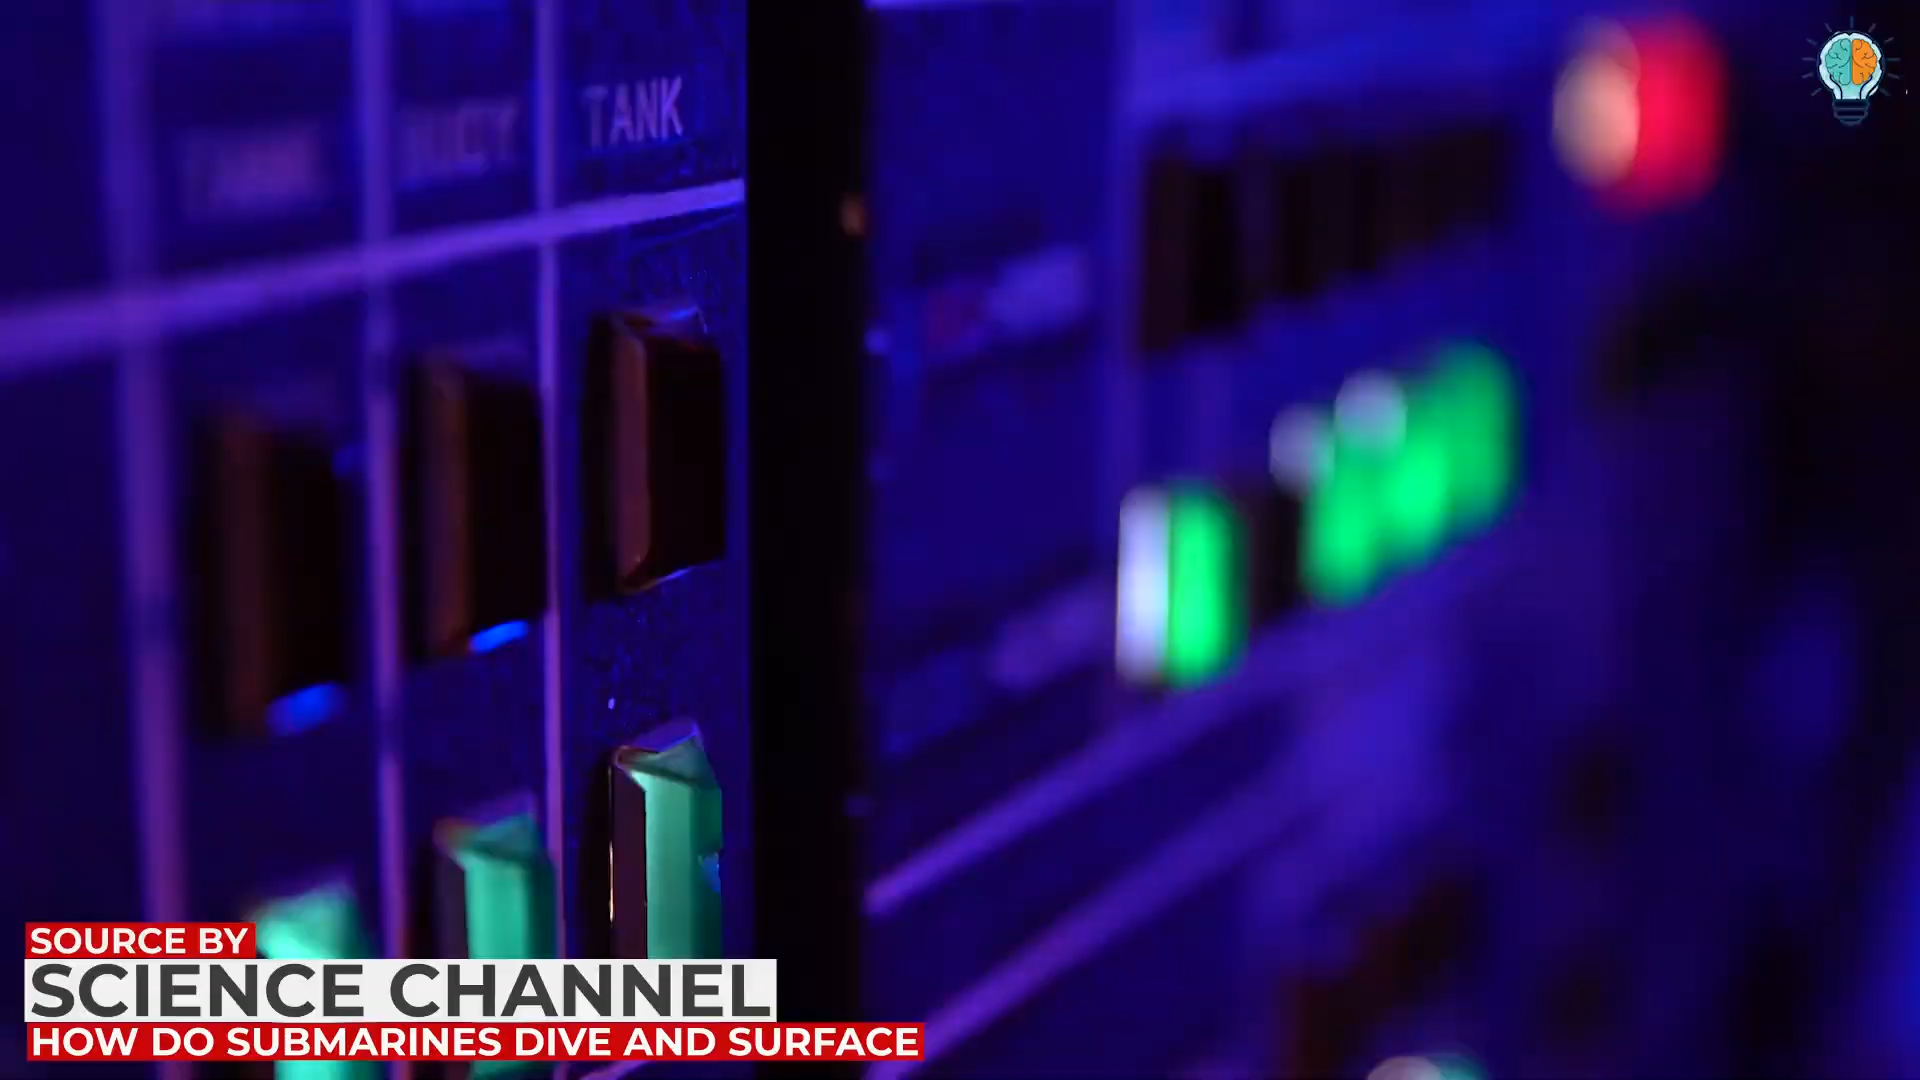 TANK
SOURCE BY
SCIENCE CHANNEL
HOW DO SUBMARINES DIVE AND SURFACE